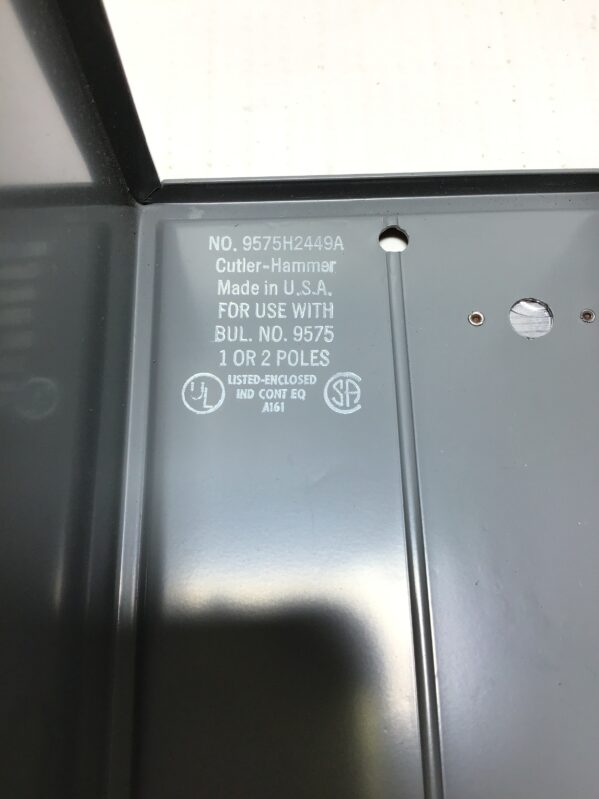 NO. 9575H2449A
Cutler-Hammer
Made in U.S.A.
FOR USE WITH
BUL. NO. 9575
1 OR 2 POLES
UL LISTED-ENCLOSED SA
IND CONT EQ
A161